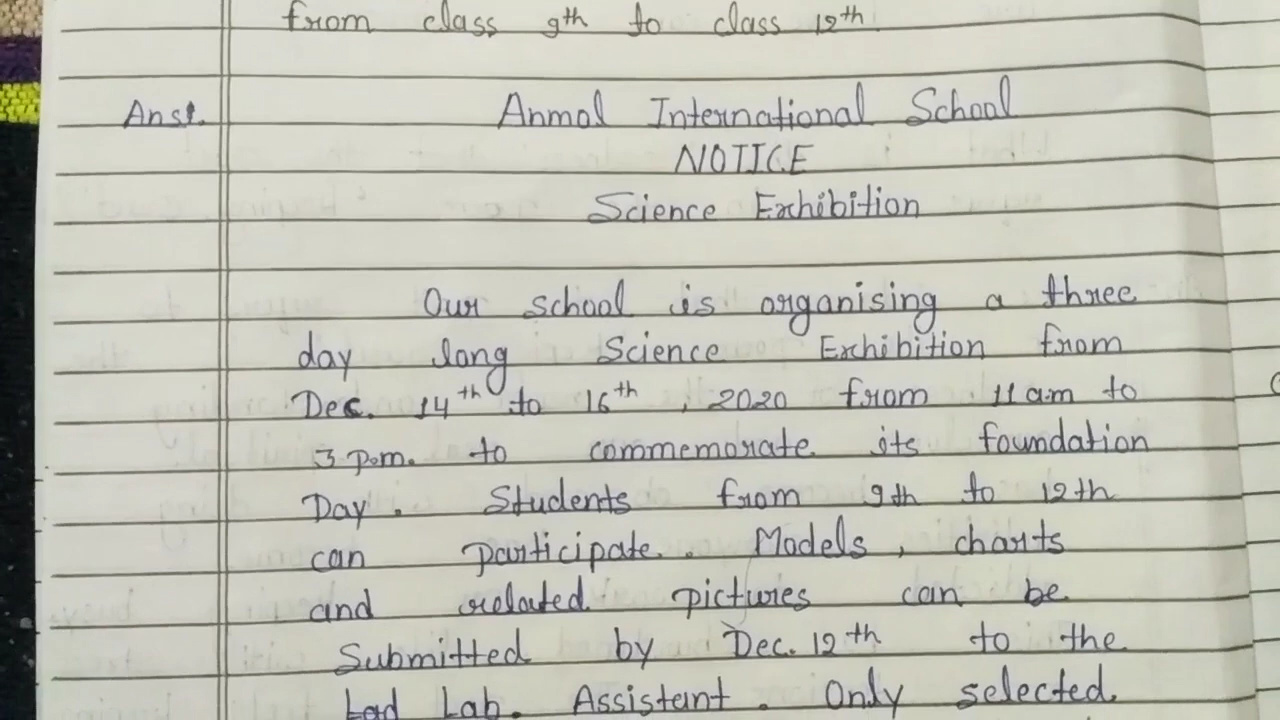 from class 9th to class 12th
Ans1. Anmol International School
NOTICE
Science Exhibition
Our school is organising a three
day long Science Exhibition from
Dec. 14th to 16th, 2020 from 11 am to
3 p.m. to commemorate its foundation
Day. Students from 9th to 12th
can participate. Models, charts
and related pictures can be
Submitted by Dec. 12th to the
Lab. Assistant. Only selected